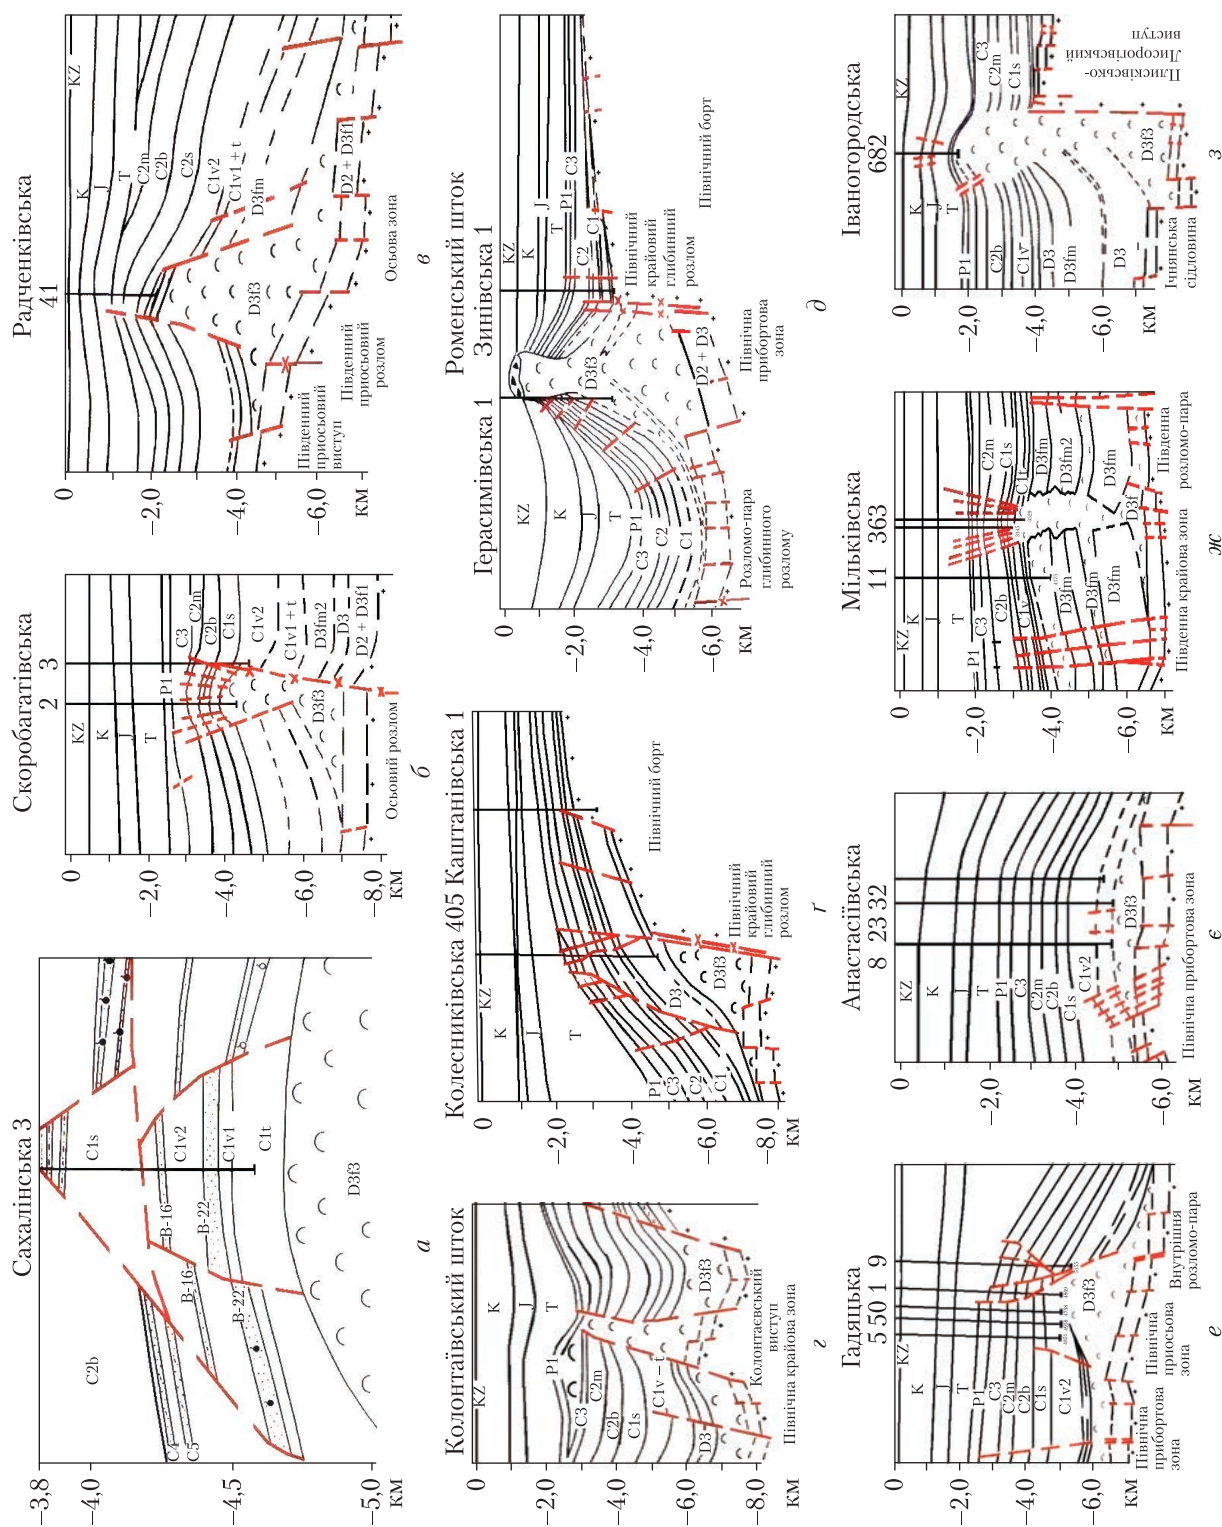 Сахалінська 3
−3,8
−4,0
−4,5
−5,0
км
C2b
C4
C5
C1s
B-16
B-16
C1v2
B-22
B-22
C1v1
C1t
D3f3
а
Скоробагатівська
2 3
0
−2,0
−4,0
−6,0
−8,0
км
KZ
K
J
T
P1
C3
C2m
C2b
C1s
C1v2
C1v1 + t
D3fm2
D3
D2 + D3f1
D3f3
Осьовий розлом
б
Радченківська
41
0
−2,0
−4,0
−6,0
км
KZ
K
J
T
C2m
C2b
C2s
C1v2
C1v1 + t
D3fm
D3f3
D2 + D3f1
Південний
приосьовий
виступ
Південний
приосьовий
розлом
Осьова зона
в
Колонтаївський шток
0
−2,0
−4,0
−6,0
−8,0
км
KZ
K
J
T
P1
C3
C2m
C2b
C1s
C1v − t
D3
D3f3
Колонтаєвський
виступ
Північна крайова зона
г
Колесниківська 405 Каштанівська 1
0
−2,0
−4,0
−6,0
−8,0
км
KZ
K
J
T
P1
C3
C2
C1
D3
D3f3
Північний борт
Північний
крайовий
глибинний
розлом
ґ
Роменський шток
Герасимівська 1 Зинівська 1
0
−2,0
−4,0
−6,0
км
KZ
K
J
T
C3
P1
C2
C1
KZ
K
J
T
P1
C3
C2
C1
D3f3
D2 + D3
Розломо-пара
глибинного
розлому
Північна
прибортова
зона
Північний
крайовий
глибинний
розлом
Північний борт
д
Гадяцька
5 50 1 9
0
−2,0
−4,0
−6,0
км
KZ
K
J
T
P1
C3
C2m
C2b
C1s
C1v2
D3f3
Північна
прибортова
зона
Північна
приосьова
зона
Внутрішня
розломо-пара
е
Анастасіївська
8 23 32
0
−2,0
−4,0
−6,0
км
KZ
K
J
T
P1
C3
C2m
C2b
C1s
C1v2
D3f3
Північна прибортова зона
є
Мільківська
11 363
0
−2,0
−4,0
−6,0
км
KZ
K
J
T
P1
C3
C2b
C1v
C2m
C1s
C1t
D3fm
D3fm2
D3fm
D3f
D3fm
D3fm
D3fm
Південна крайова зона
Південна
розломо-пара
ж
Іваногородська
682
0
−2,0
−4,0
−6,0
км
KZ
K
J
T
P1
C2b
C1v
D3
D3fm
D3
C3
C2m
C1s
D3f3
Ічнянська
сідловина
Плисківсько-
Лисорогівський
виступ
з